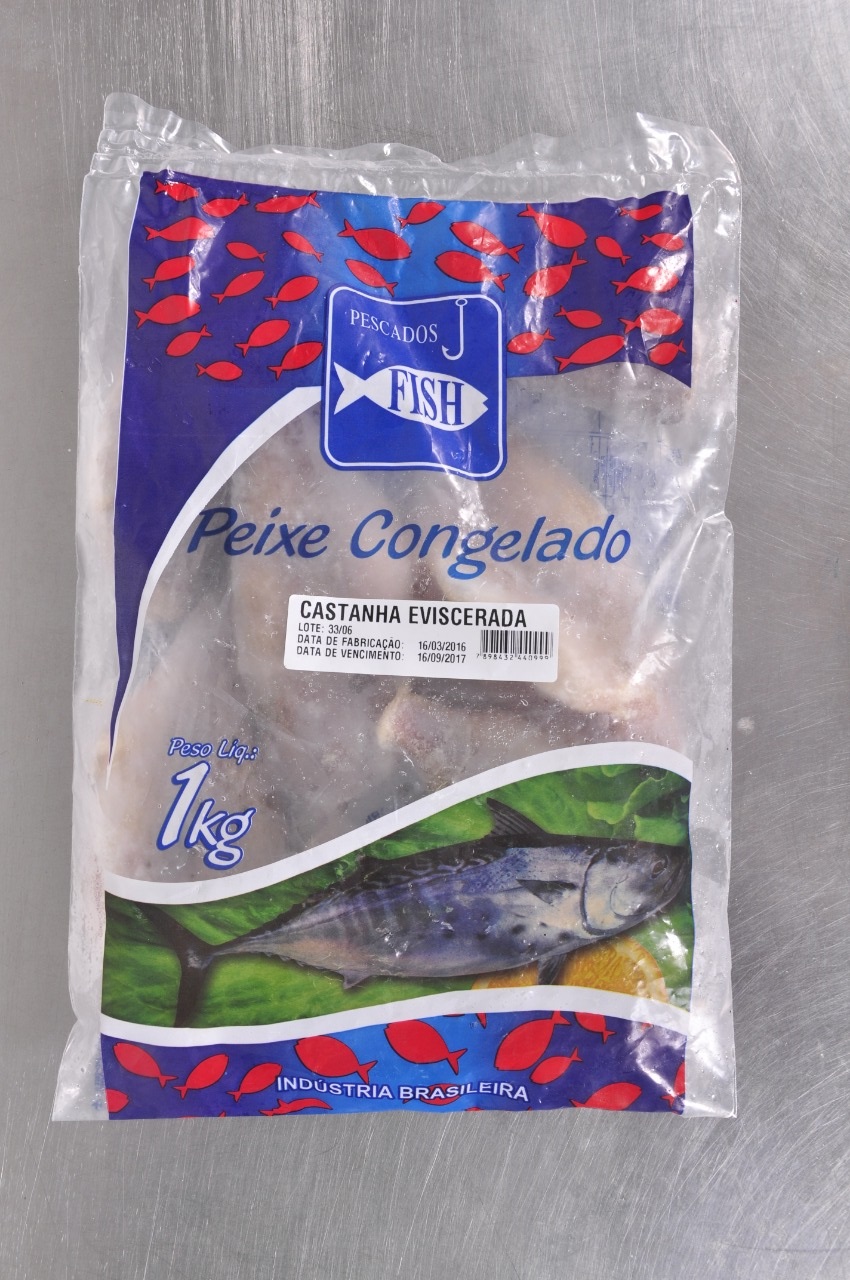 PESCADOS
FISH
Peixe Congelado
CASTANHA EVISCERADA
LOTE: 33/06
DATA DE FABRICAÇÃO: 16/03/2016
DATA DE VENCIMENTO: 16/09/2017
7898432440999
Peso Líq.:
1kg
INDÚSTRIA BRASILEIRA